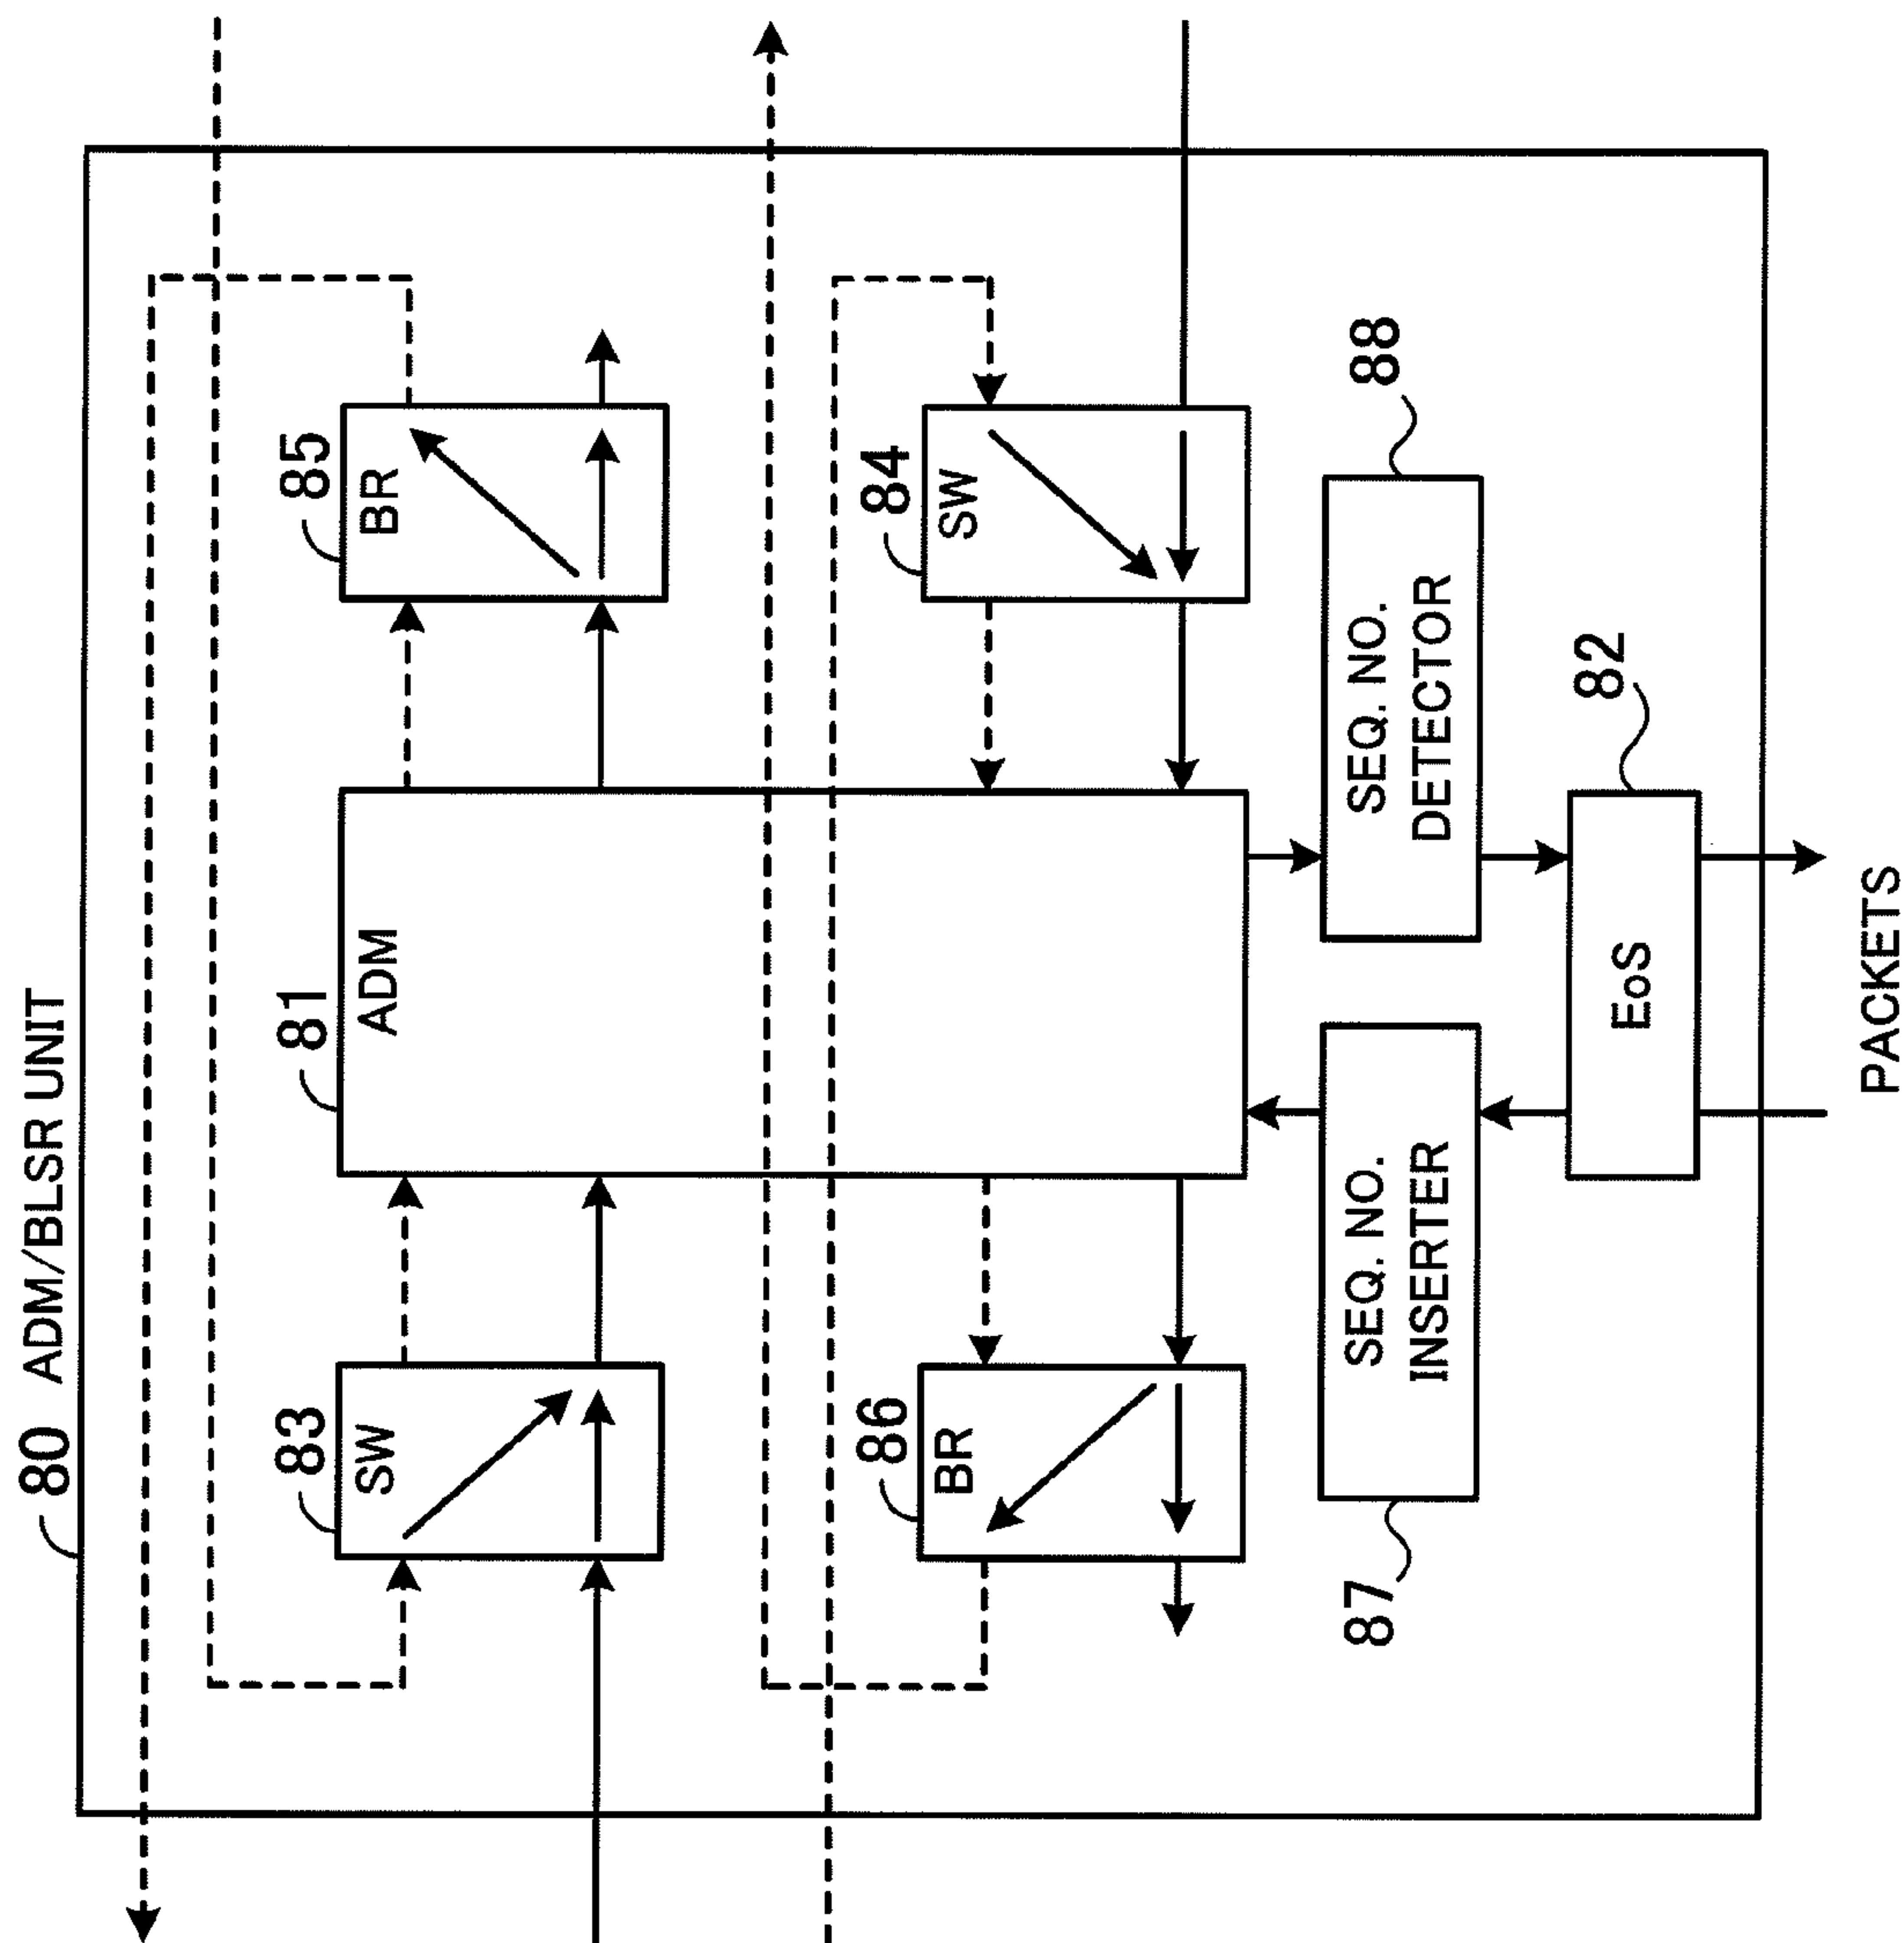 80 ADM/BLSR UNIT
83
SW
81
ADM
85
BR
86
BR
84
SW
87
SEQ. NO.
INSERTER
SEQ. NO.
DETECTOR
88
EoS
82
PACKETS